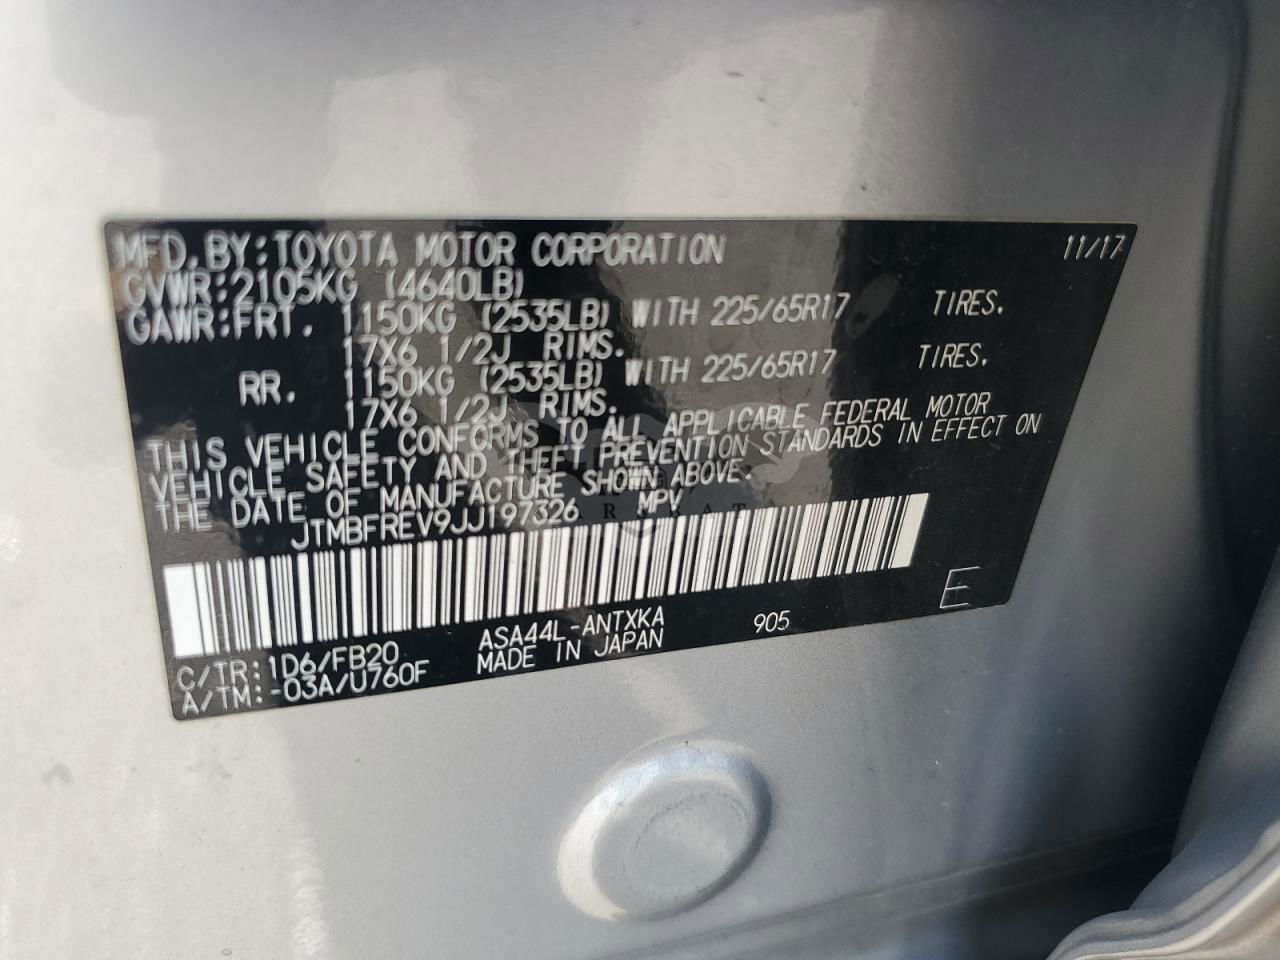 MFD. BY: TOYOTA MOTOR CORPORATION 11/17
GVWR: 2105KG (4640LB)
GAWR: FRT. 1150KG (2535LB) WITH 225/65R17 TIRES.
17X6 1/2J RIMS.
RR. 1150KG (2535LB) WITH 225/65R17 TIRES.
17X6 1/2J RIMS.
THIS VEHICLE CONFORMS TO ALL APPLICABLE FEDERAL MOTOR
VEHICLE SAFETY AND THEFT PREVENTION STANDARDS IN EFFECT ON
THE DATE OF MANUFACTURE SHOWN ABOVE.
JTMBFREV9JJ197326 MPV
E
C/TR: 1D6/FB20 ASA44L-ANTXKA 905
A/TM: -03A/U760F MADE IN JAPAN